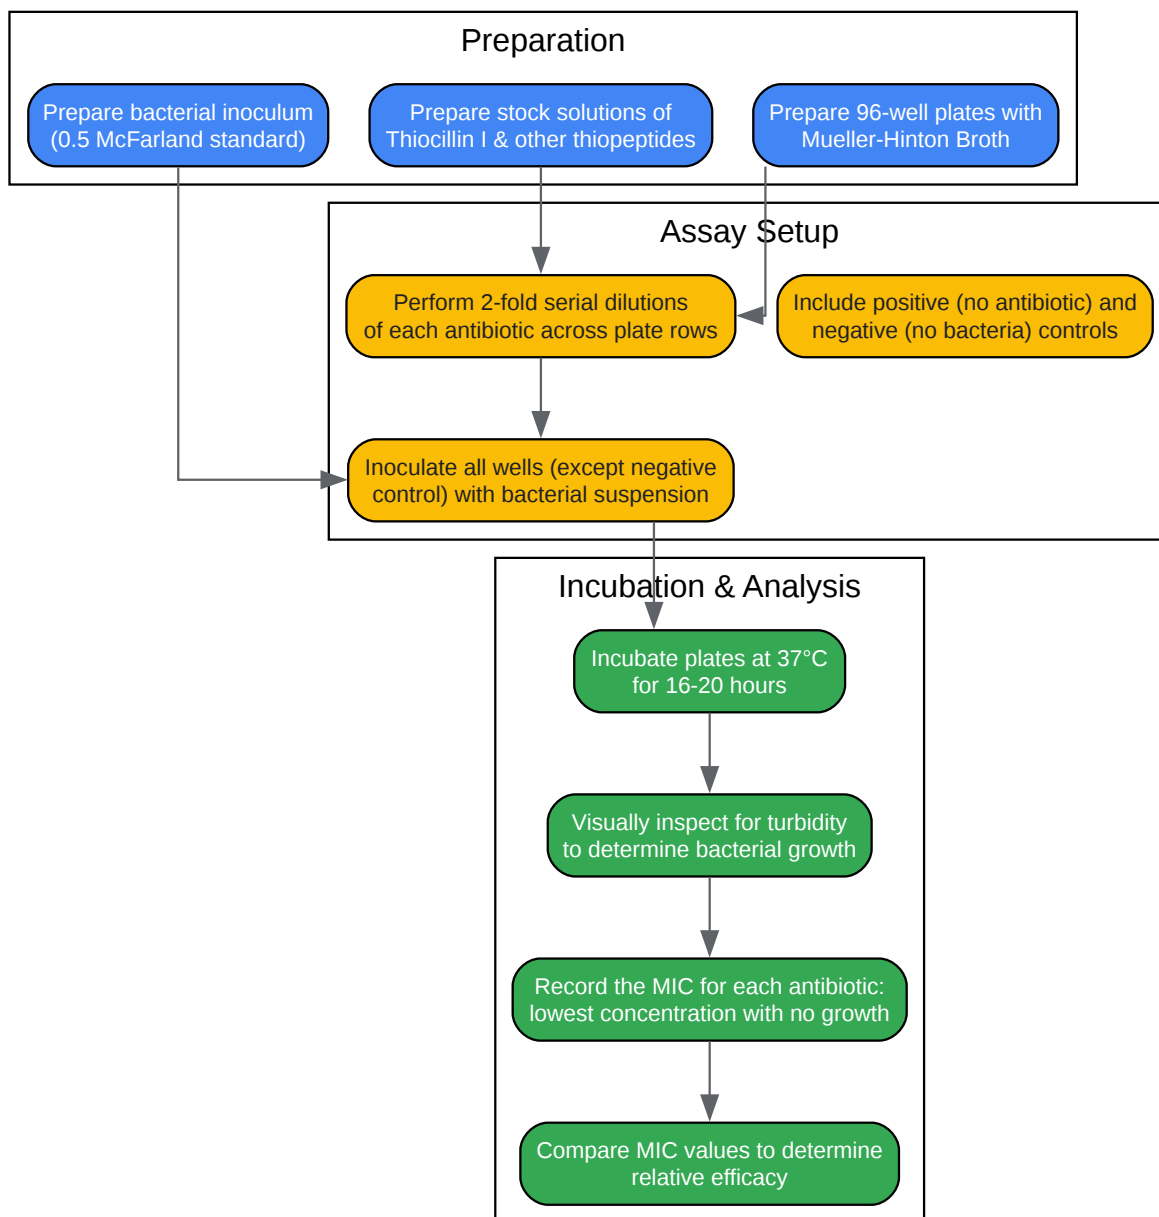 Preparation
Prepare bacterial inoculum
(0.5 McFarland standard)
Prepare stock solutions of
Thiocillin I & other thiopeptides
Prepare 96-well plates with
Mueller-Hinton Broth
Assay Setup
Perform 2-fold serial dilutions
of each antibiotic across plate rows
Include positive (no antibiotic) and
negative (no bacteria) controls
Inoculate all wells (except negative
control) with bacterial suspension
Incubation & Analysis
Incubate plates at 37°C
for 16-20 hours
Visually inspect for turbidity
to determine bacterial growth
Record the MIC for each antibiotic:
lowest concentration with no growth
Compare MIC values to determine
relative efficacy